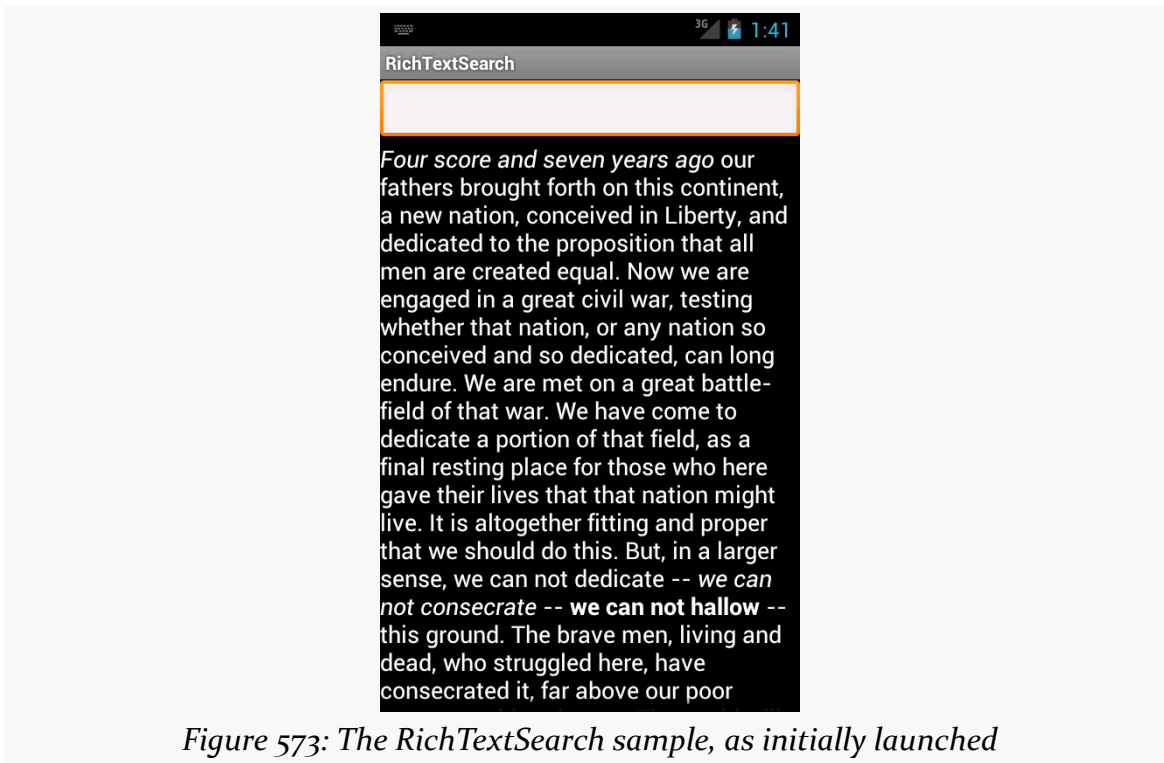 3G 1:41
RichTextSearch
Four score and seven years ago our
fathers brought forth on this continent,
a new nation, conceived in Liberty, and
dedicated to the proposition that all
men are created equal. Now we are
engaged in a great civil war, testing
whether that nation, or any nation so
conceived and so dedicated, can long
endure. We are met on a great battle-
field of that war. We have come to
dedicate a portion of that field, as a
final resting place for those who here
gave their lives that that nation might
live. It is altogether fitting and proper
that we should do this. But, in a larger
sense, we can not dedicate -- we can
not consecrate -- we can not hallow --
this ground. The brave men, living and
dead, who struggled here, have
consecrated it, far above our poor
Figure 573: The RichTextSearch sample, as initially launched